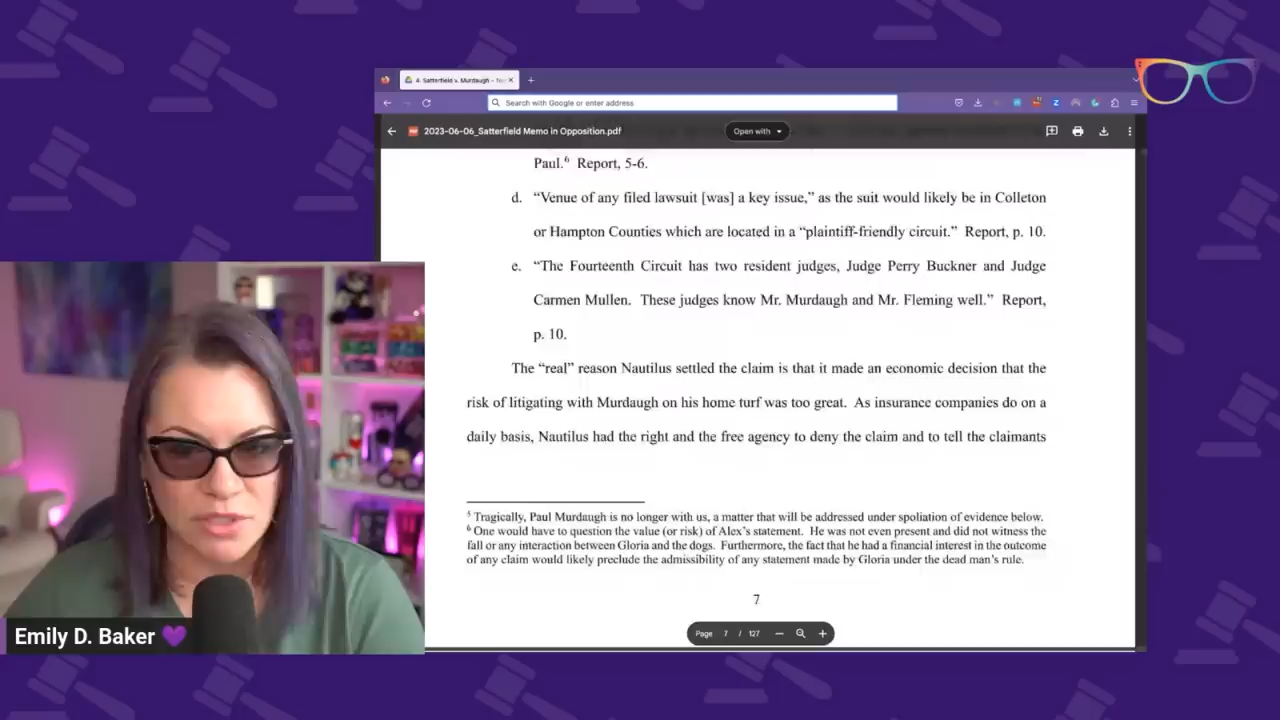 4. Satterfield v. Murdaugh –
Search with Google or enter address
2023-06-06_Satterfield Memo in Opposition.pdf
Open with
Paul.⁶ Report, 5-6.
d. “Venue of any filed lawsuit [was] a key issue,” as the suit would likely be in Colleton
or Hampton Counties which are located in a “plaintiff-friendly circuit.” Report, p. 10.
e. “The Fourteenth Circuit has two resident judges, Judge Perry Buckner and Judge
Carmen Mullen. These judges know Mr. Murdaugh and Mr. Fleming well.” Report,
p. 10.
The “real” reason Nautilus settled the claim is that it made an economic decision that the
risk of litigating with Murdaugh on his home turf was too great. As insurance companies do on a
daily basis, Nautilus had the right and the free agency to deny the claim and to tell the claimants
⁵ Tragically, Paul Murdaugh is no longer with us, a matter that will be addressed under spoliation of evidence below.
⁶ One would have to question the value (or risk) of Alex’s statement. He was not even present and did not witness the
fall or any interaction between Gloria and the dogs. Furthermore, the fact that he had a financial interest in the outcome
of any claim would likely preclude the admissibility of any statement made by Gloria under the dead man’s rule.
7
Page 7 / 127
Emily D. Baker 💜